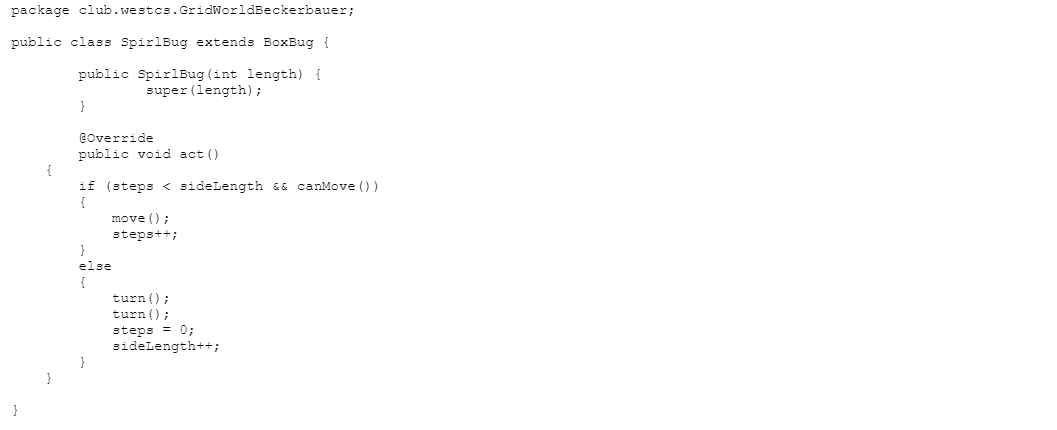 package club.westcs.GridWorldBeckerbauer;
public class SpirlBug extends BoxBug {
public SpirlBug(int length) {
super(length);
}
@Override
public void act()
{
if (steps < sideLength && canMove())
{
move();
steps++;
}
else
{
turn();
turn();
steps = 0;
sideLength++;
}
}
}